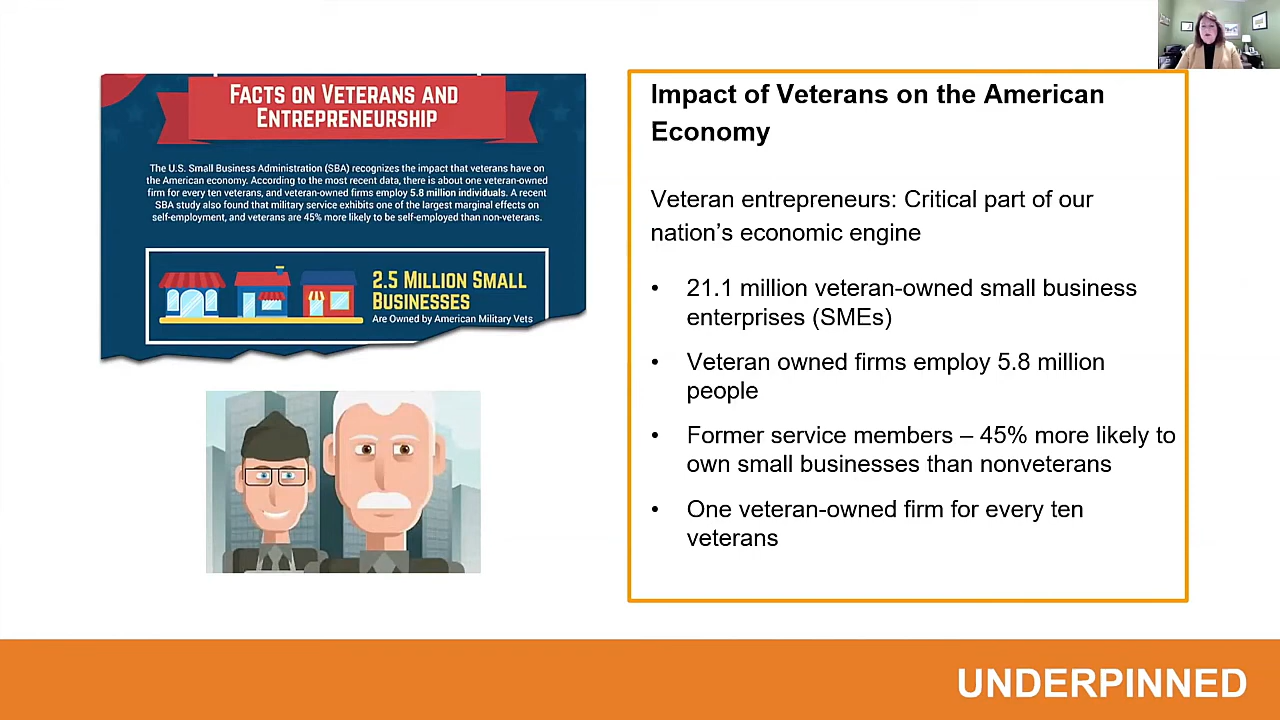 FACTS ON VETERANS AND
ENTREPRENEURSHIP
The U.S. Small Business Administration (SBA) recognizes the impact that veterans have on
the American economy. According to the most recent data, there is about one veteran-owned
firm for every ten veterans, and veteran-owned firms employ 5.8 million individuals. A recent
SBA study also found that military service exhibits one of the largest marginal effects on
self-employment, and veterans are 45% more likely to be self-employed than non-veterans.
2.5 MILLION SMALL
BUSINESSES
Are Owned by American Military Vets
Impact of Veterans on the American
Economy
Veteran entrepreneurs: Critical part of our
nation’s economic engine
• 21.1 million veteran-owned small business
enterprises (SMEs)
• Veteran owned firms employ 5.8 million
people
• Former service members – 45% more likely to
own small businesses than nonveterans
• One veteran-owned firm for every ten
veterans
UNDERPINNED